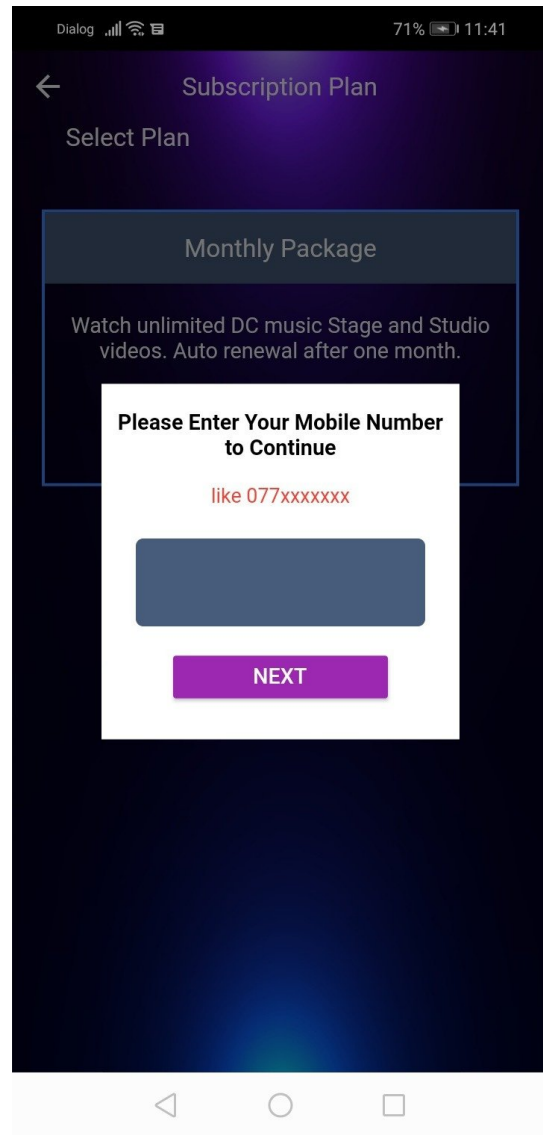 Dialog 71% 11:41
Subscription Plan
Select Plan
Monthly Package
Watch unlimited DC music Stage and Studio
videos. Auto renewal after one month.
Please Enter Your Mobile Number
to Continue
like 077xxxxxxx
NEXT